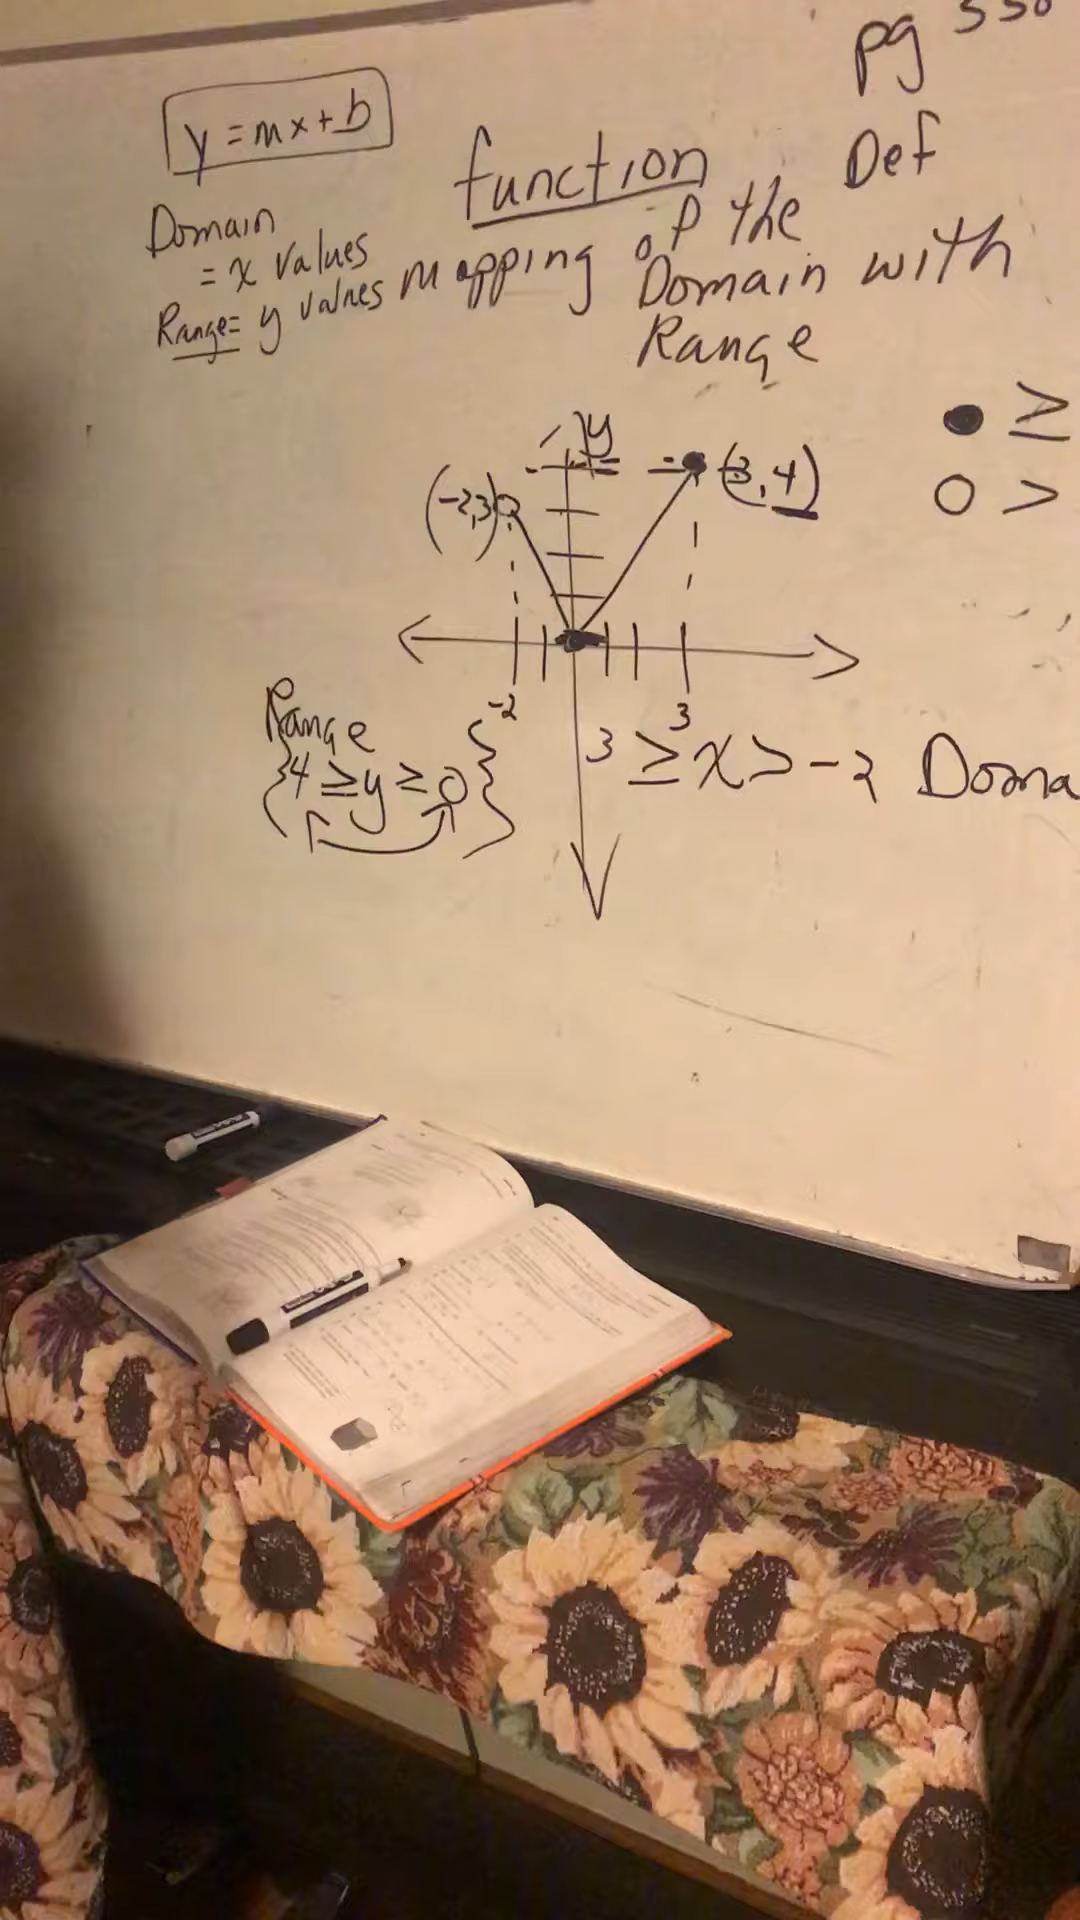 pg 330
y = mx + b
function
Def
Domain
= x values
Range = y values
mapping of the
Domain with
Range
● ≥
○ >
y
(-2,3)
(3,4)
-2
3
Range
{4 ≥ y ≥ 0}
3 ≥ x > -2 Doma